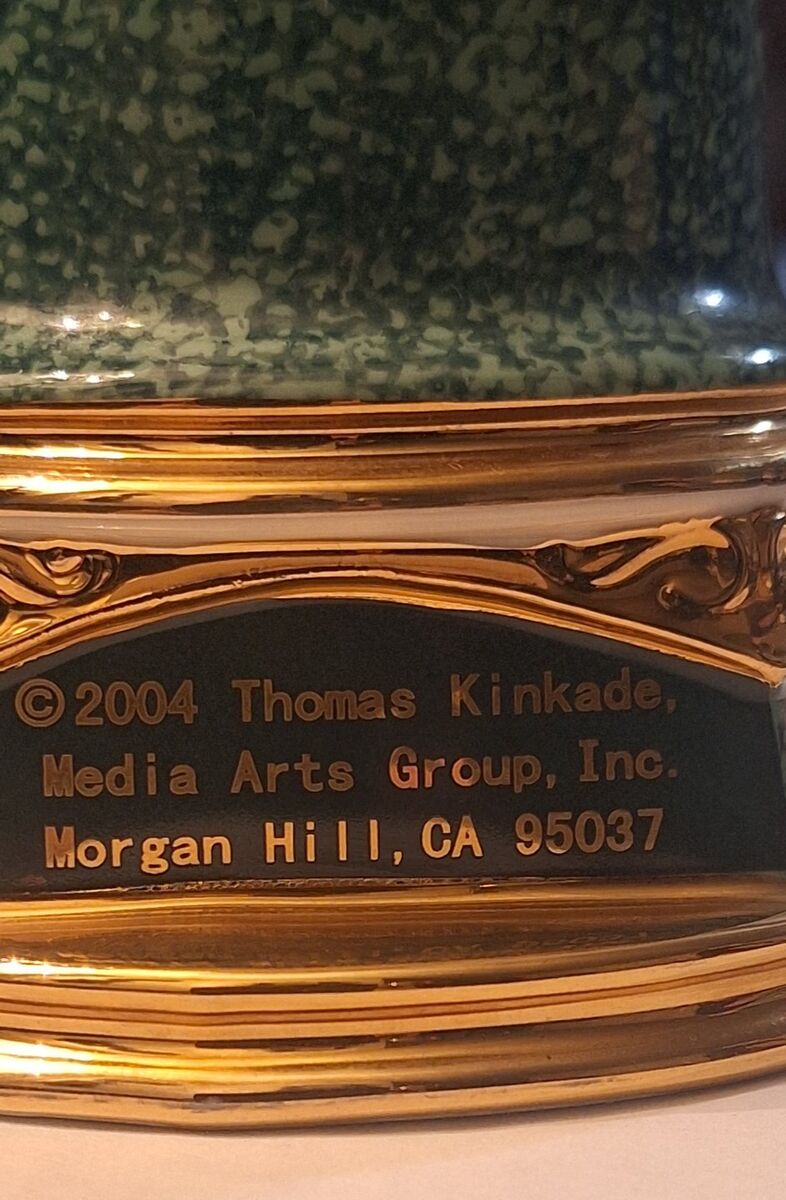 ©2004 Thomas Kinkade,
Media Arts Group, Inc.
Morgan Hill, CA 95037